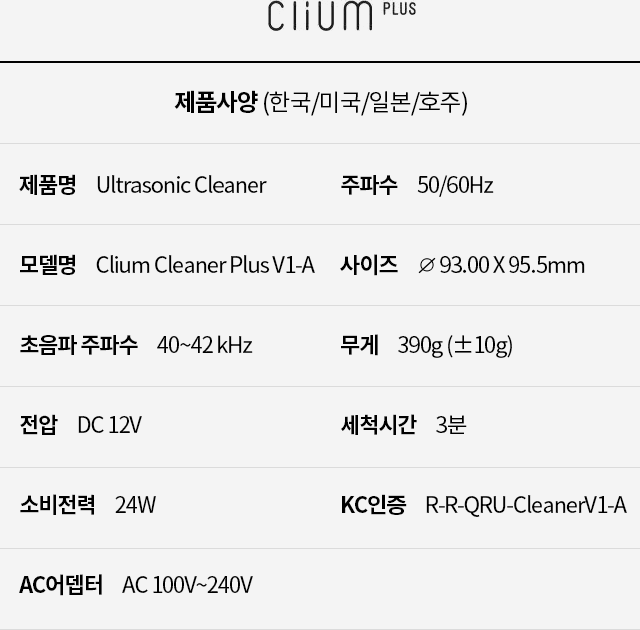 cliUM PLUS
제품사양 (한국/미국/일본/호주)
제품명 Ultrasonic Cleaner 주파수 50/60Hz
모델명 Clium Cleaner Plus V1-A 사이즈 ∅ 93.00 X 95.5mm
초음파 주파수 40~42 kHz 무게 390g (±10g)
전압 DC 12V 세척시간 3분
소비전력 24W KC인증 R-R-QRU-CleanerV1-A
AC어뎁터 AC 100V~240V